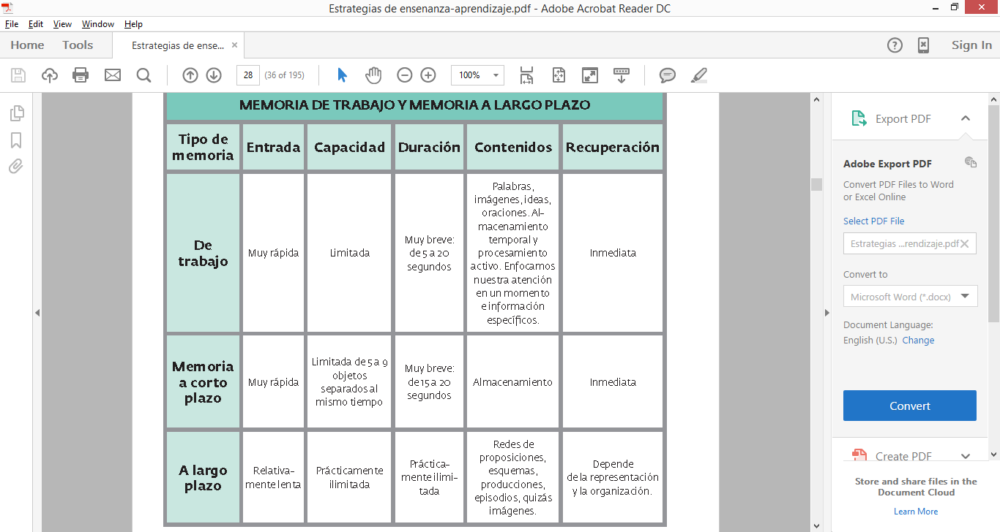 Estrategias de ensenanza-aprendizaje.pdf - Adobe Acrobat Reader DC
File Edit View Window Help
Home Tools Estrategias de ense... × Sign In
28 (36 of 195) 100%
MEMORIA DE TRABAJO Y MEMORIA A LARGO PLAZO
Tipo de
memoria
Entrada
Capacidad
Duración
Contenidos
Recuperación
De
trabajo
Muy rápida
Limitada
Muy breve:
de 5 a 20
segundos
Palabras,
imágenes, ideas,
oraciones. Al-
macenamiento
temporal y
procesamiento
activo. Enfocamos
nuestra atención
en un momento
e información
específicos.
Inmediata
Memoria
a corto
plazo
Muy rápida
Limitada de 5 a 9
objetos
separados al
mismo tiempo
Muy breve:
de 15 a 20
segundos
Almacenamiento
Inmediata
A largo
plazo
Relativa-
mente lenta
Prácticamente
ilimitada
Práctica-
mente ilimi-
tada
Redes de
proposiciones,
esquemas,
producciones,
episodios, quizás
imágenes.
Depende
de la representación
y la organización.
Export PDF
Adobe Export PDF
Convert PDF Files to Word
or Excel Online
Select PDF File
Estrategias ...rendizaje.pdf
Convert to
Microsoft Word (*.docx)
Document Language:
English (U.S.) Change
Convert
Create PDF
Store and share files in the
Document Cloud
Learn More